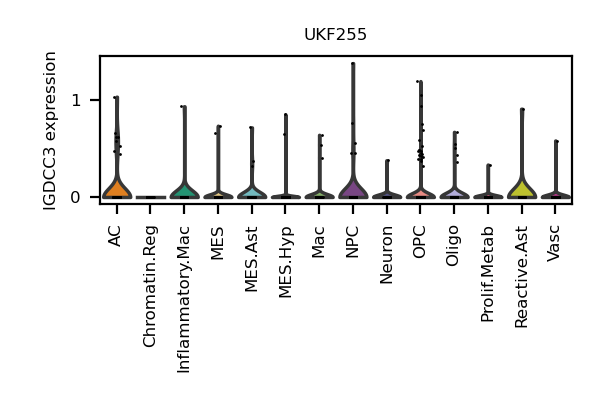 UKF255
IGDCC3 expression
1
0
AC
Chromatin.Reg
Inflammatory.Mac
MES
MES.Ast
MES.Hyp
Mac
NPC
Neuron
OPC
Oligo
Prolif.Metab
Reactive.Ast
Vasc